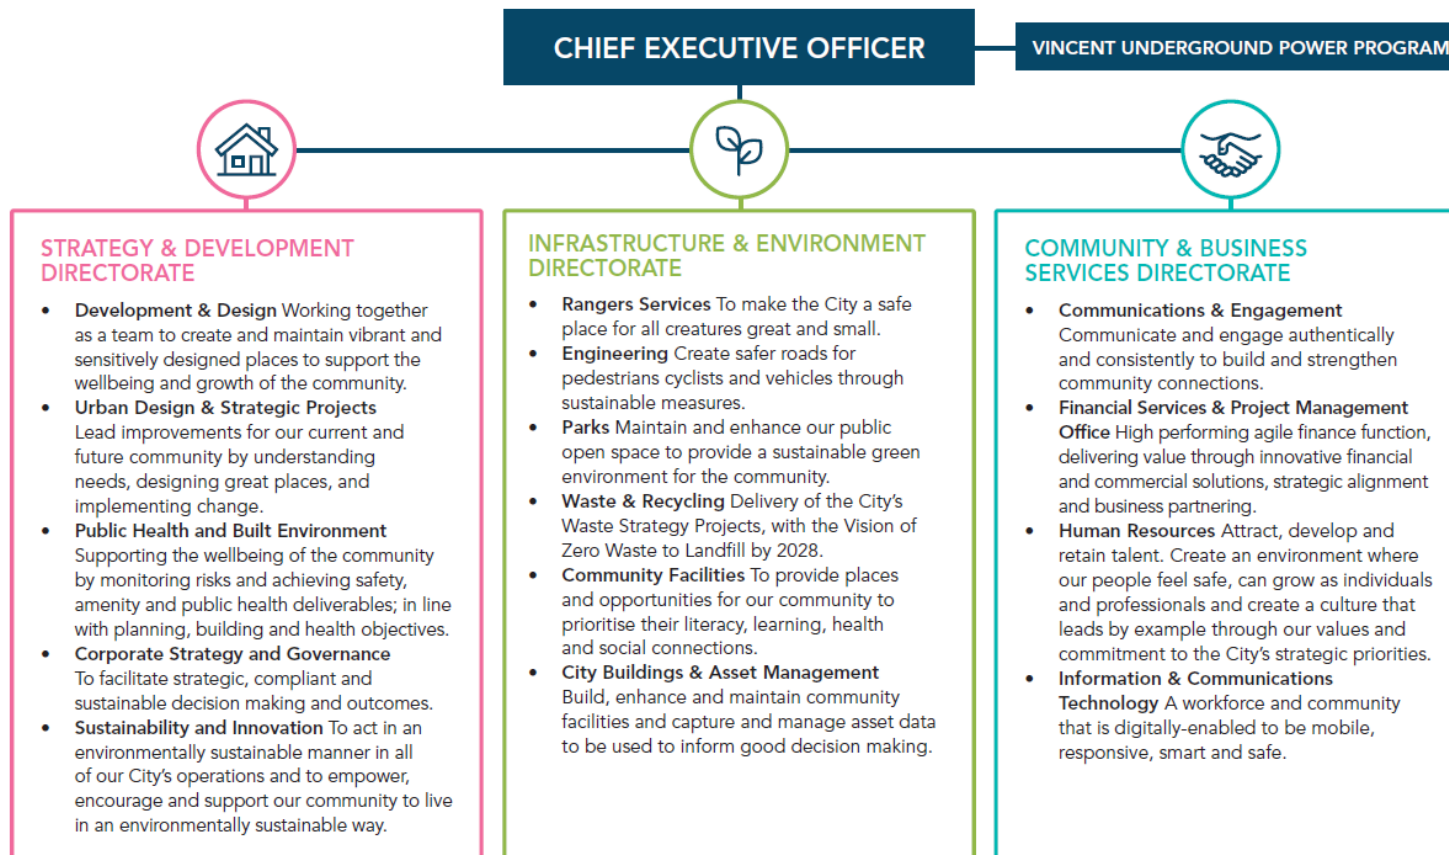 CHIEF EXECUTIVE OFFICER
VINCENT UNDERGROUND POWER PROGRAM
STRATEGY & DEVELOPMENT
DIRECTORATE
• Development & Design Working together
as a team to create and maintain vibrant and
sensitively designed places to support the
wellbeing and growth of the community.
• Urban Design & Strategic Projects
Lead improvements for our current and
future community by understanding
needs, designing great places, and
implementing change.
• Public Health and Built Environment
Supporting the wellbeing of the community
by monitoring risks and achieving safety,
amenity and public health deliverables; in line
with planning, building and health objectives.
• Corporate Strategy and Governance
To facilitate strategic, compliant and
sustainable decision making and outcomes.
• Sustainability and Innovation To act in an
environmentally sustainable manner in all
of our City's operations and to empower,
encourage and support our community to live
in an environmentally sustainable way.
INFRASTRUCTURE & ENVIRONMENT
DIRECTORATE
• Rangers Services To make the City a safe
place for all creatures great and small.
• Engineering Create safer roads for
pedestrians cyclists and vehicles through
sustainable measures.
• Parks Maintain and enhance our public
open space to provide a sustainable green
environment for the community.
• Waste & Recycling Delivery of the City's
Waste Strategy Projects, with the Vision of
Zero Waste to Landfill by 2028.
• Community Facilities To provide places
and opportunities for our community to
prioritise their literacy, learning, health
and social connections.
• City Buildings & Asset Management
Build, enhance and maintain community
facilities and capture and manage asset data
to be used to inform good decision making.
COMMUNITY & BUSINESS
SERVICES DIRECTORATE
• Communications & Engagement
Communicate and engage authentically
and consistently to build and strengthen
community connections.
• Financial Services & Project Management
Office High performing agile finance function,
delivering value through innovative financial
and commercial solutions, strategic alignment
and business partnering.
• Human Resources Attract, develop and
retain talent. Create an environment where
our people feel safe, can grow as individuals
and professionals and create a culture that
leads by example through our values and
commitment to the City's strategic priorities.
• Information & Communications
Technology A workforce and community
that is digitally-enabled to be mobile,
responsive, smart and safe.